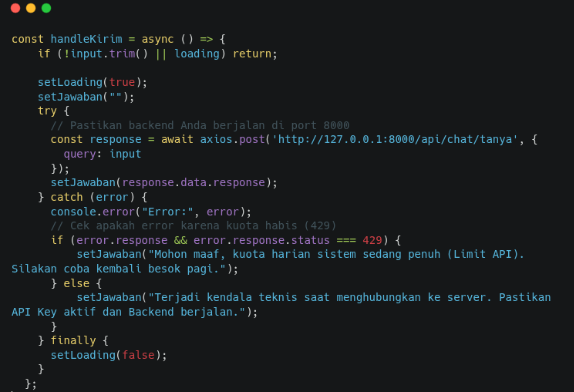 const handleKirim = async () => {
    if (!input.trim() || loading) return;

    setLoading(true);
    setJawaban("");
    try {
      // Pastikan backend Anda berjalan di port 8000
      const response = await axios.post('http://127.0.0.1:8000/api/chat/tanya', {
        query: input
      });
      setJawaban(response.data.response);
    } catch (error) {
      console.error("Error:", error);
      // Cek apakah error karena kuota habis (429)
      if (error.response && error.response.status === 429) {
          setJawaban("Mohon maaf, kuota harian sistem sedang penuh (Limit API).
Silakan coba kembali besok pagi.");
      } else {
          setJawaban("Terjadi kendala teknis saat menghubungkan ke server. Pastikan
API Key aktif dan Backend berjalan.");
      }
    } finally {
      setLoading(false);
    }
  };